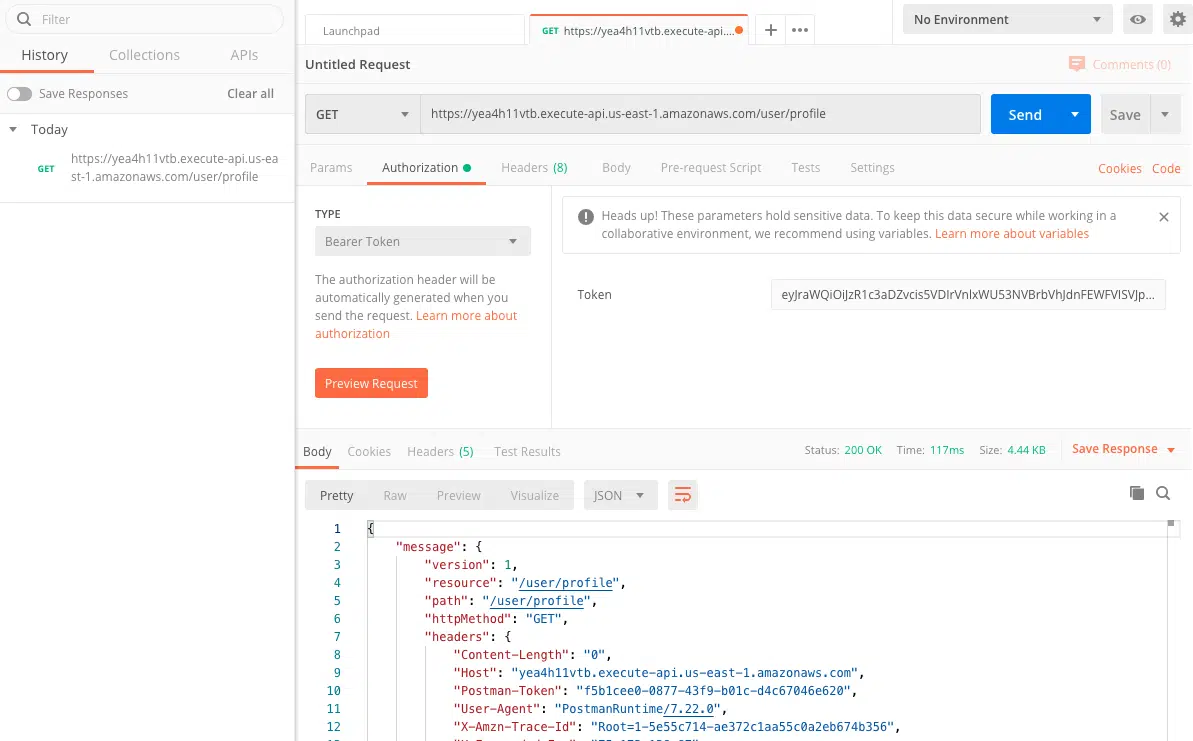 Filter
History Collections APIs
Save Responses Clear all
Today
GET https://yea4h11vtb.execute-api.us-ea
st-1.amazonaws.com/user/profile
Launchpad
GET https://yea4h11vtb.execute-api....
No Environment
Untitled Request
Comments (0)
GET https://yea4h11vtb.execute-api.us-east-1.amazonaws.com/user/profile
Send Save
Params Authorization Headers (8) Body Pre-request Script Tests Settings Cookies Code
TYPE
Bearer Token
The authorization header will be
automatically generated when you
send the request. Learn more about
authorization
Preview Request
Heads up! These parameters hold sensitive data. To keep this data secure while working in a
collaborative environment, we recommend using variables. Learn more about variables
Token
Body Cookies Headers (5) Test Results Status: 200 OK Time: 117ms Size: 4.44 KB Save Response
Pretty Raw Preview Visualize JSON
1 {
2 "message": {
3 "version": 1,
4 "resource": "/user/profile",
5 "path": "/user/profile",
6 "httpMethod": "GET",
7 "headers": {
8 "Content-Length": "0",
9 "Host": "yea4h11vtb.execute-api.us-east-1.amazonaws.com",
10 "Postman-Token": "f5b1cee0-0877-43f9-b01c-d4c67046e620",
11 "User-Agent": "PostmanRuntime/7.22.0",
12 "X-Amzn-Trace-Id": "Root=1-5e55c714-ae372c1aa55c0a2eb674b356",